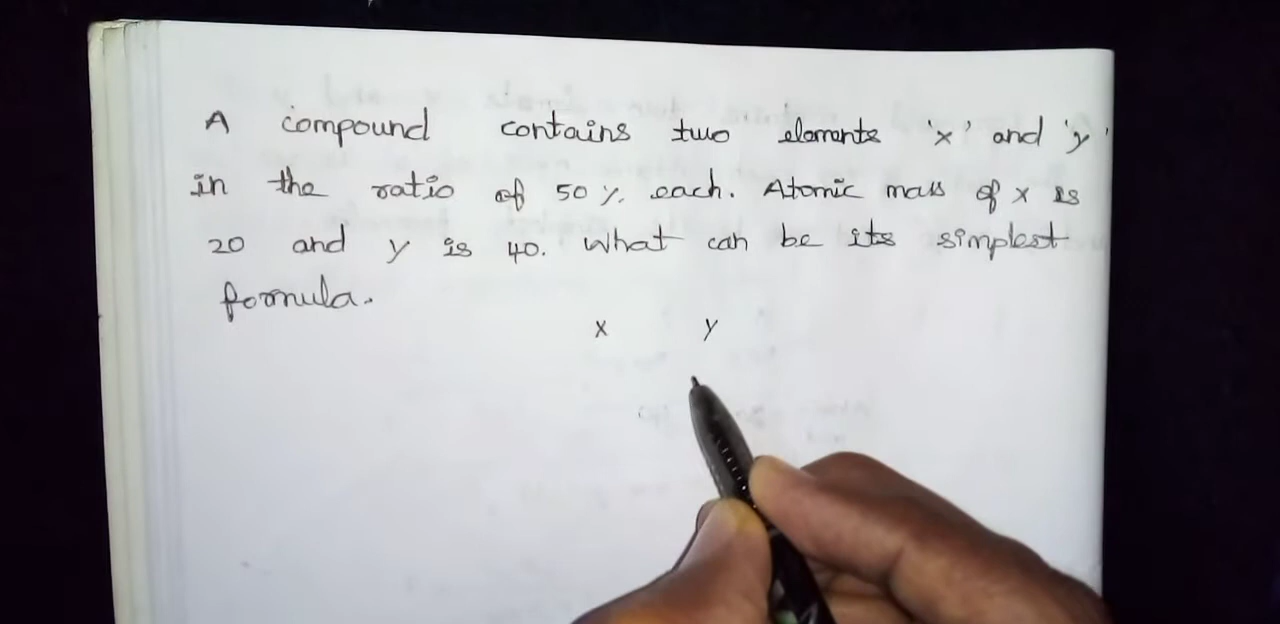 A compound contains two elements 'x' and 'y'
in the ratio of 50 %. each. Atomic mass of x is
20 and y is 40. What can be its simplest
formula.
x y